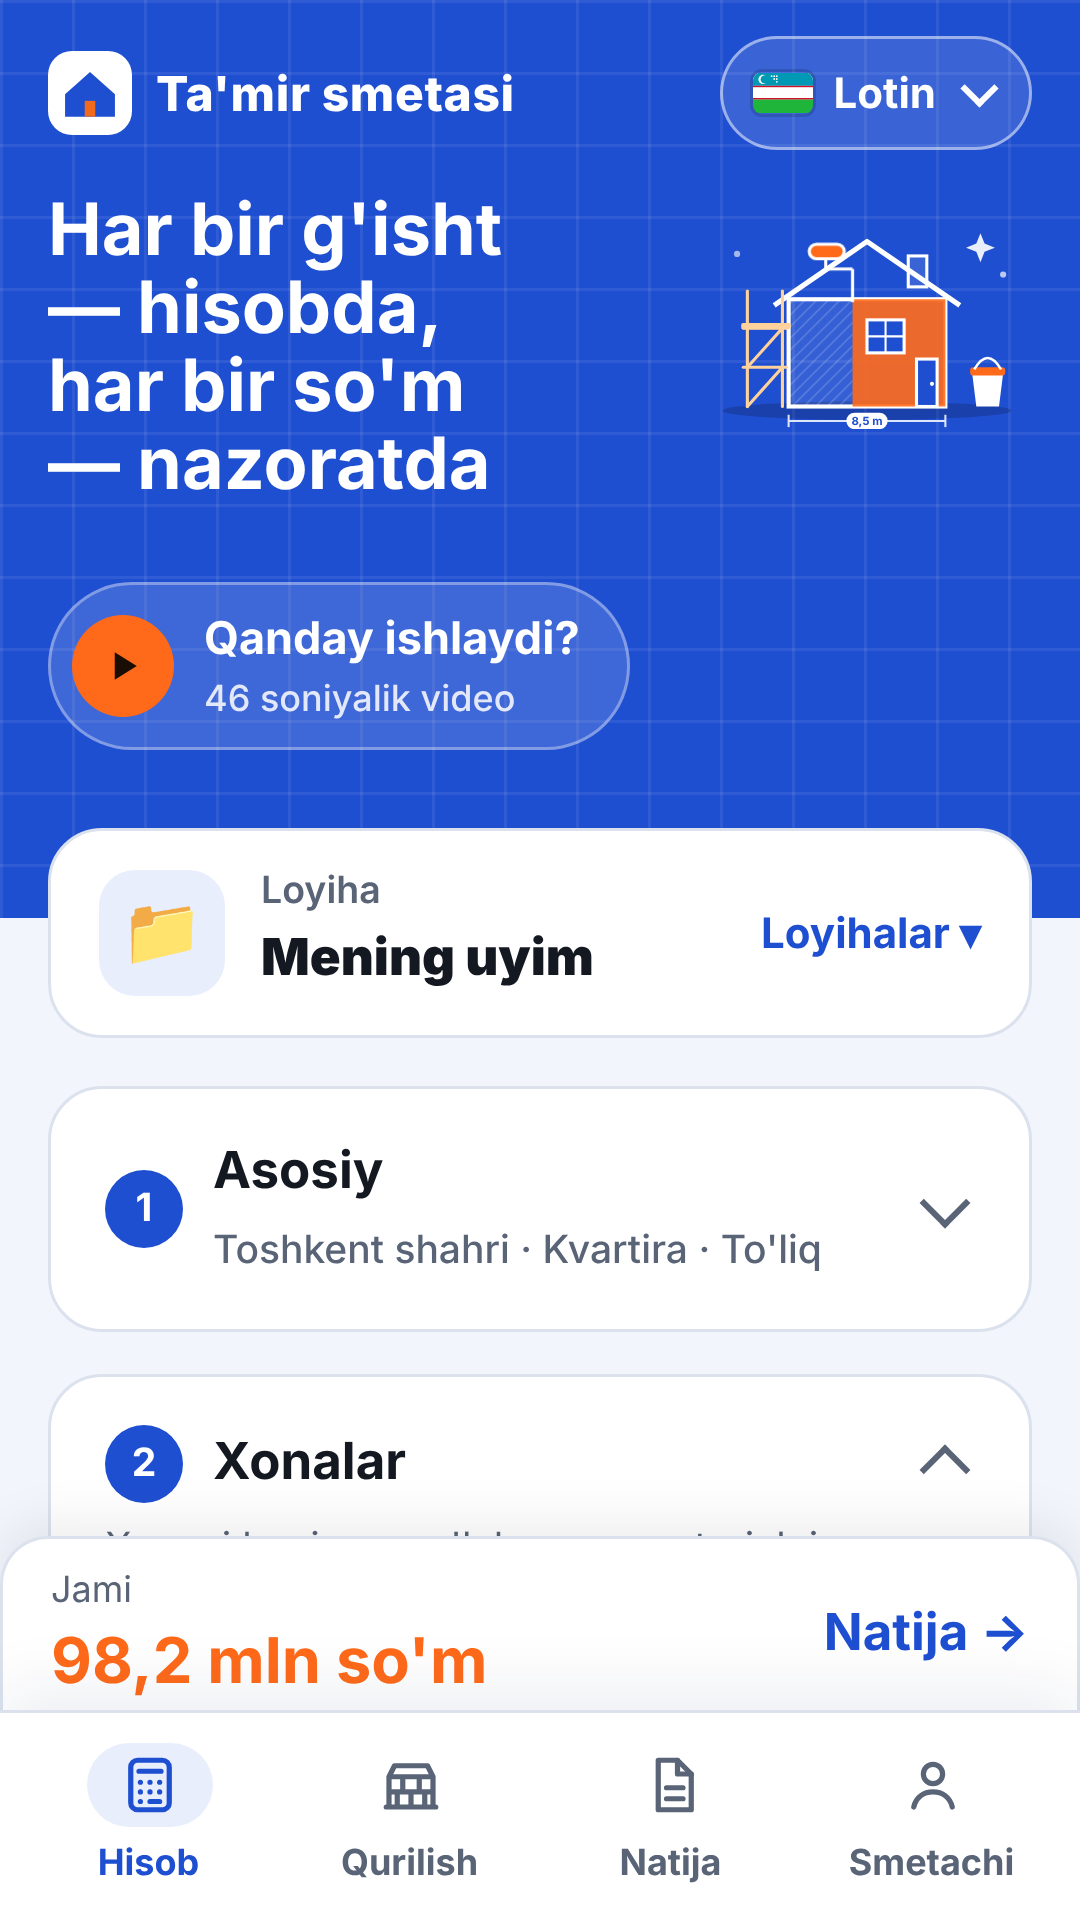 Ta'mir smetasi
Lotin
Har bir g'isht
— hisobda,
har bir so'm
— nazoratda
8,5 m
Qanday ishlaydi?
46 soniyalik video
Loyiha
Mening uyim
Loyihalar ▾
1
Asosiy
Toshkent shahri · Kvartira · To'liq
2
Xonalar
Jami
98,2 mln so'm
Natija →
Hisob
Qurilish
Natija
Smetachi